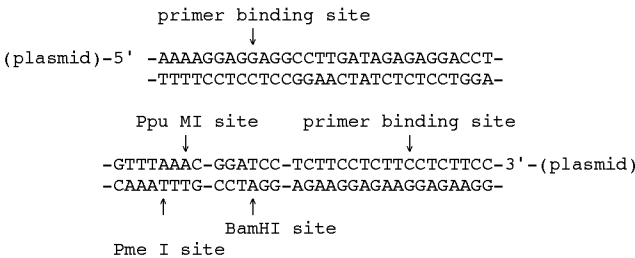 primer binding site
(plasmid)-5' -AAAAGGAGGAGGCCTTGATAGAGAGGACCT-
-TTTTCCTCCTCCGGAACTATCTCTCCTGGA-
Ppu MI site primer binding site
-GTTTAAAC-GGATCC-TCTTCCTCTTCCTCTTCC-3'-(plasmid)
-CAAATTTG-CCTAGG-AGAAGGAGAAGGAGAAGG-
BamHI site
Pme I site